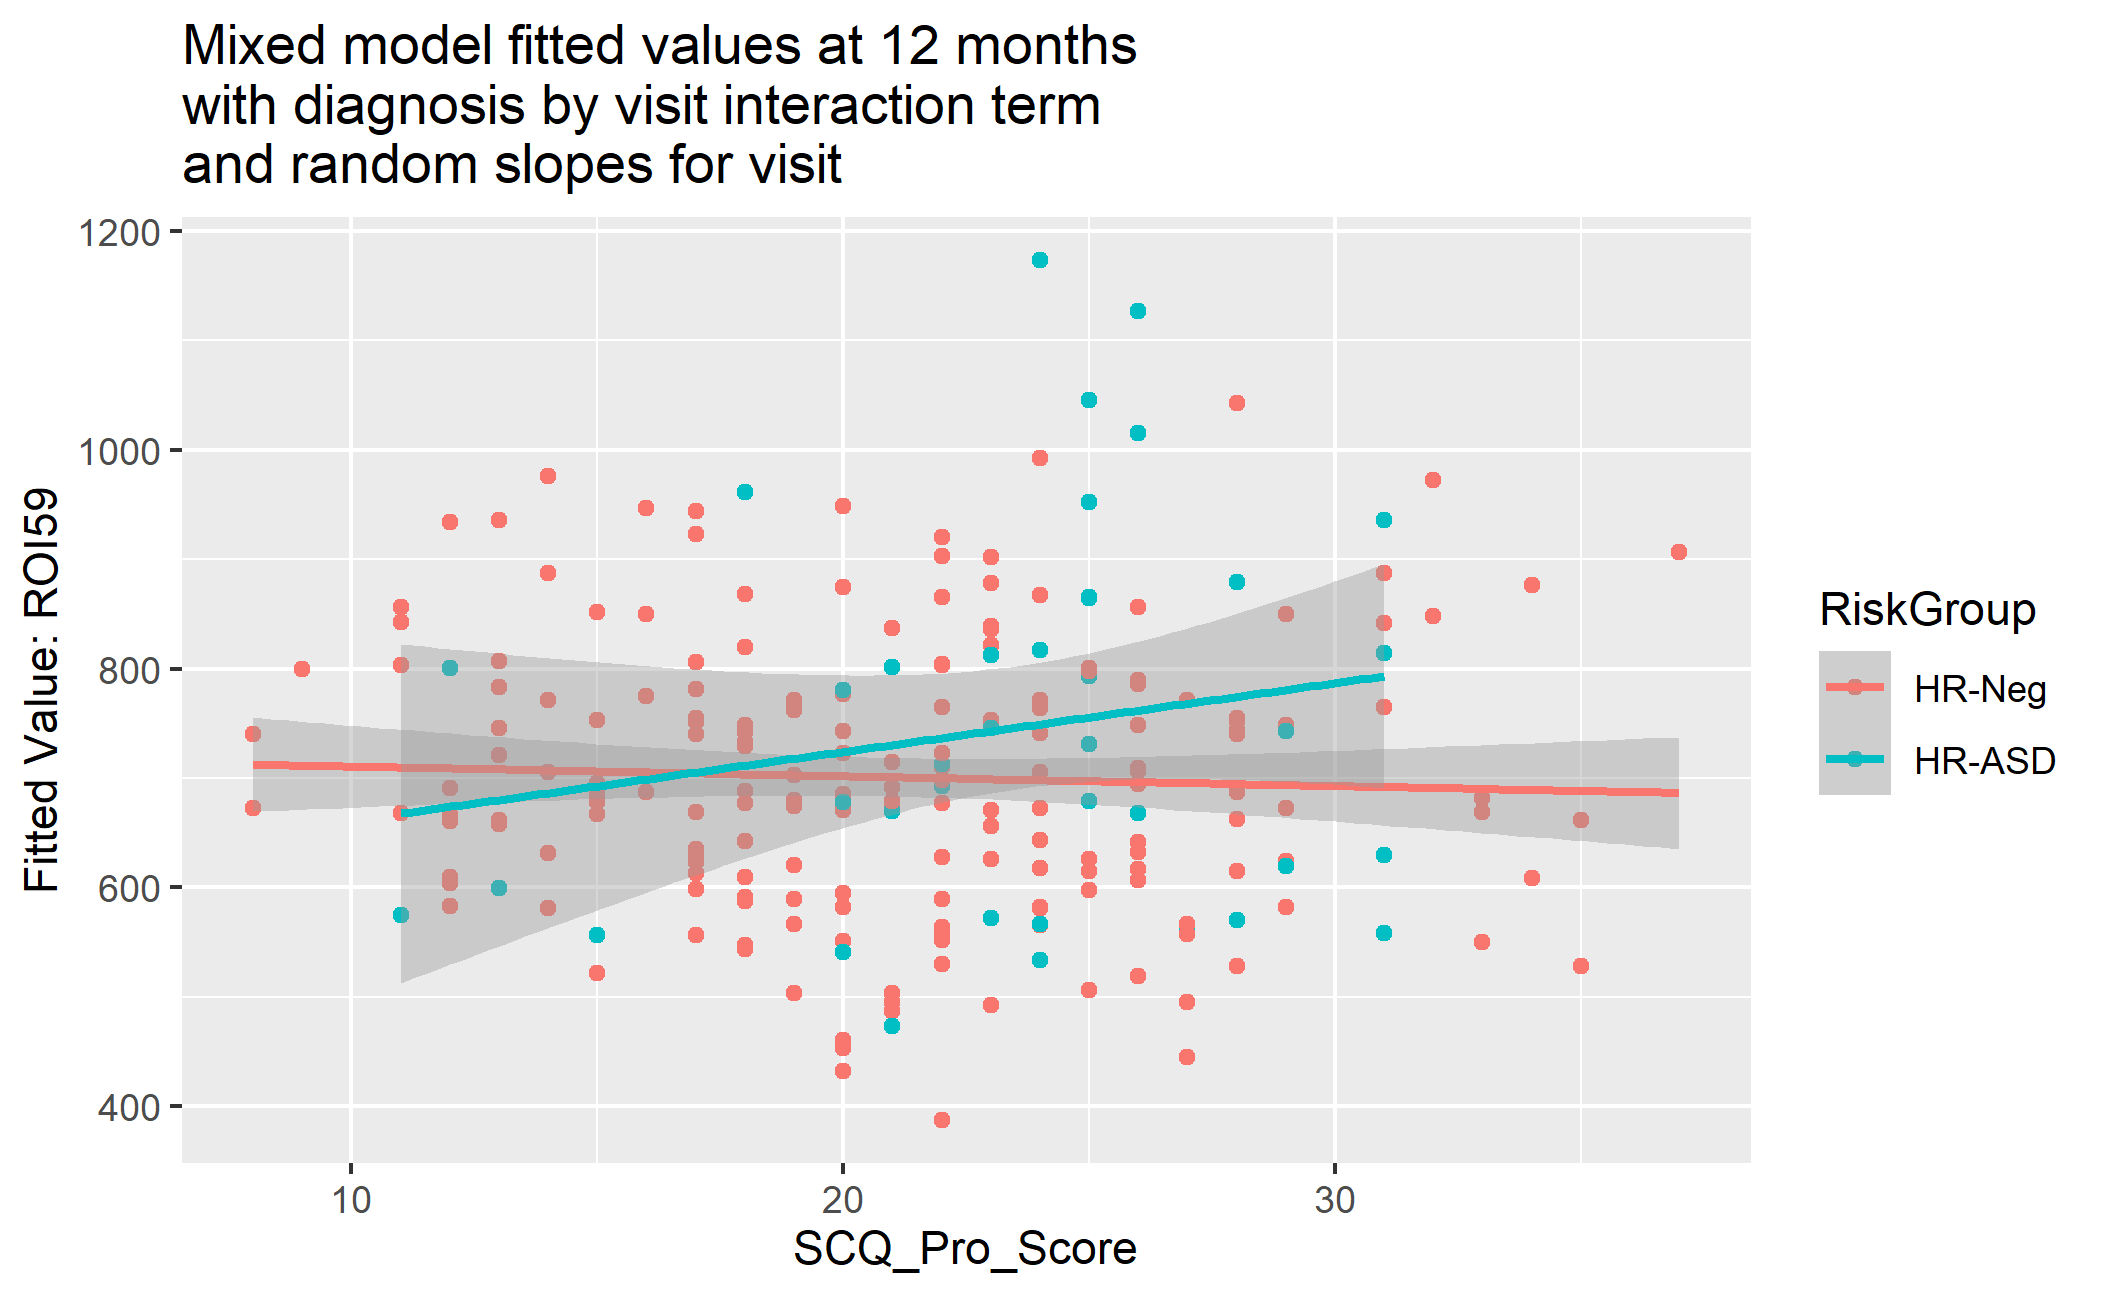 Mixed model fitted values at 12 months
with diagnosis by visit interaction term
and random slopes for visit
1200
1000
800
600
400
Fitted Value: ROI59
10
20
30
SCQ_Pro_Score
RiskGroup
HR-Neg
HR-ASD